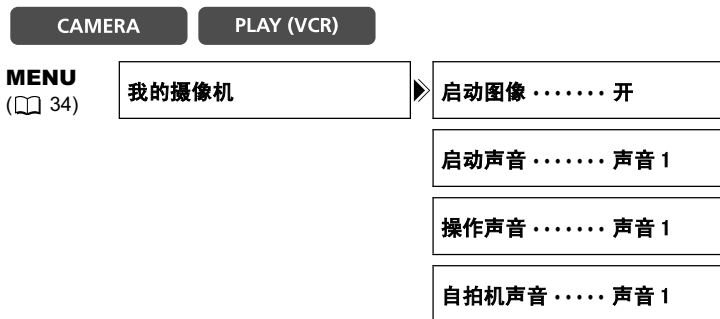 CAMERA PLAY (VCR)
MENU
(34)
我的摄像机
启动图像 ······· 开
启动声音 ······· 声音 1
操作声音 ······· 声音 1
自拍机声音 ····· 声音 1